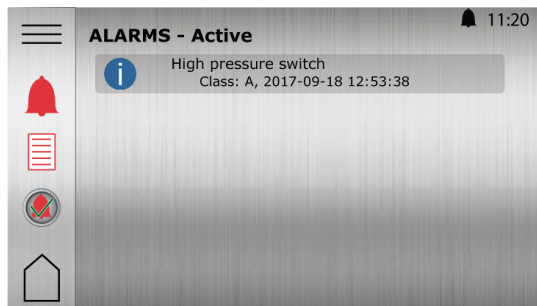 11:20
ALARMS - Active
High pressure switch
Class: A, 2017-09-18 12:53:38